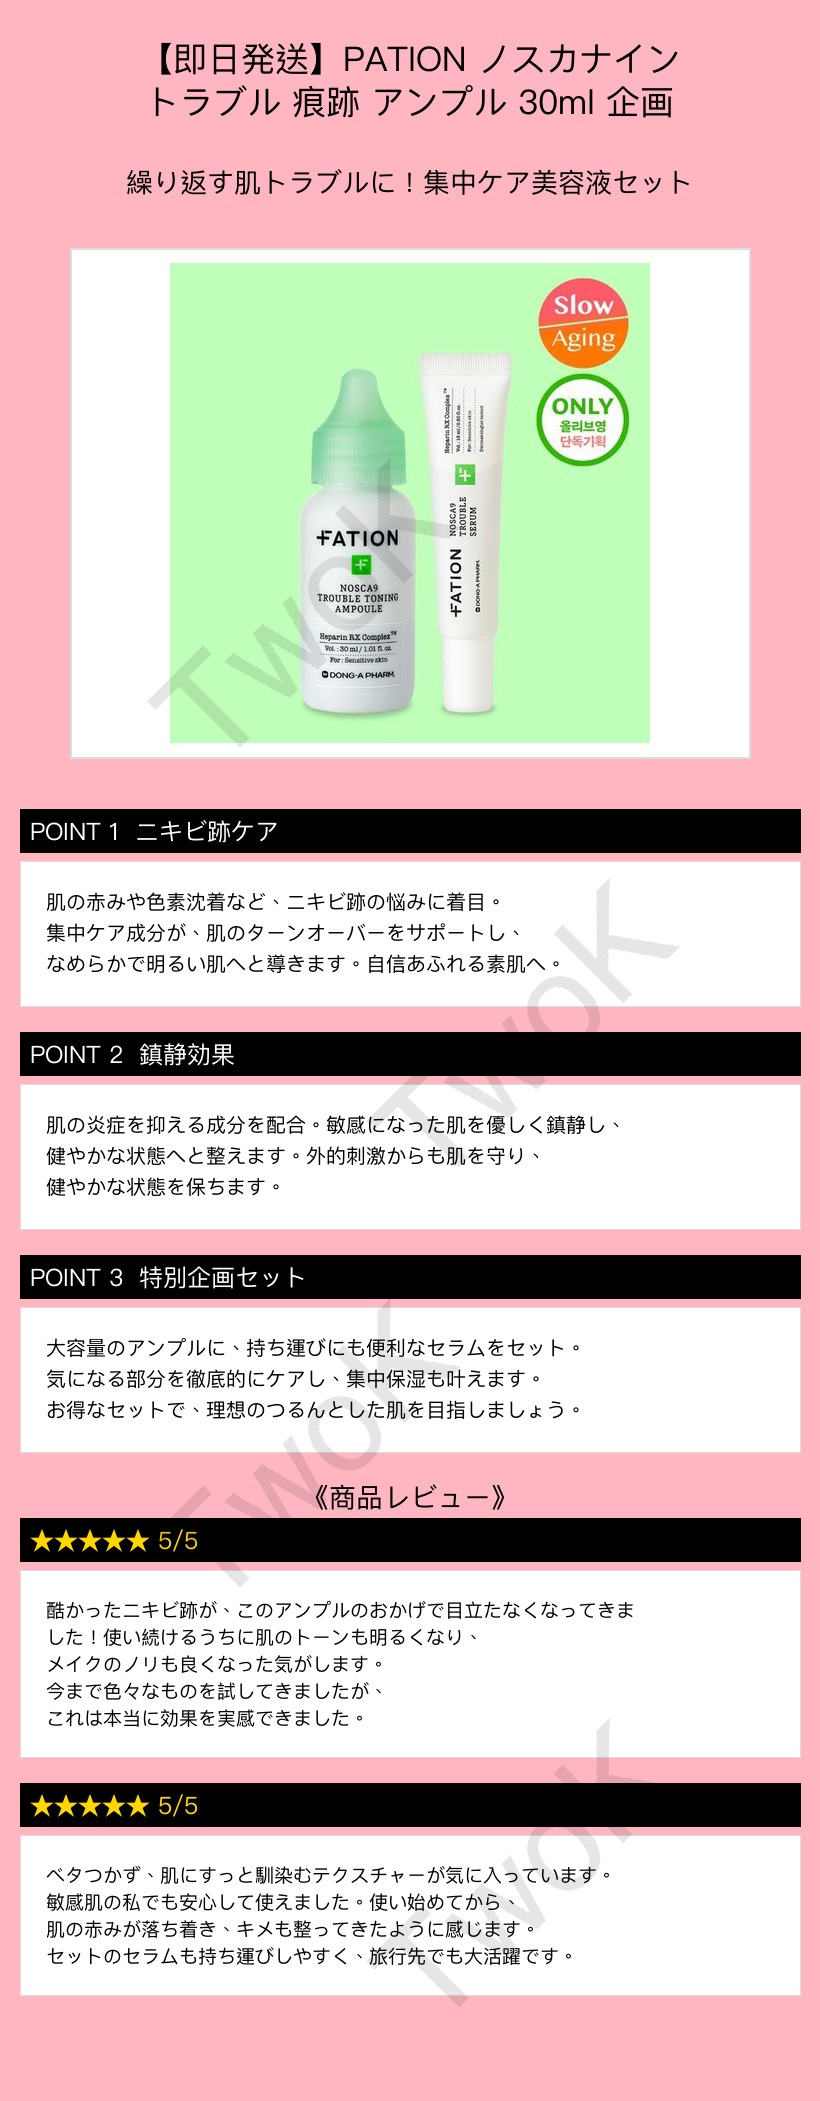 【即日発送】PATION ノスカナイン
トラブル 痕跡 アンプル 30ml 企画
繰り返す肌トラブルに！集中ケア美容液セット
Slow
Aging
ONLY
올리브영
단독기획
FATION
NOSCA9
TROUBLE TONING
AMPOULE
Heparin RX Complex™
Vol. : 30 ml / 1.01 fl. oz.
For : Sensitive skin
DONG-A PHARM.
Heparin RX Complex™
For : Sensitive skin
Dermatologist tested
FATION
NOSCA9
TROUBLE
SERUM
DONG-A PHARM.
TwoK
POINT 1 ニキビ跡ケア
肌の赤みや色素沈着など、ニキビ跡の悩みに着目。
集中ケア成分が、肌のターンオーバーをサポートし、
なめらかで明るい肌へと導きます。自信あふれる素肌へ。
TwoK
POINT 2 鎮静効果
肌の炎症を抑える成分を配合。敏感になった肌を優しく鎮静し、
健やかな状態へと整えます。外的刺激からも肌を守り、
健やかな状態を保ちます。
POINT 3 特別企画セット
大容量のアンプルに、持ち運びにも便利なセラムをセット。
気になる部分を徹底的にケアし、集中保湿も叶えます。
お得なセットで、理想のつるんとした肌を目指しましょう。
TwoK
《商品レビュー》
★★★★★ 5/5
酷かったニキビ跡が、このアンプルのおかげで目立たなくなってきま
した！使い続けるうちに肌のトーンも明るくなり、
メイクのノリも良くなった気がします。
今まで色々なものを試してきましたが、
これは本当に効果を実感できました。
★★★★★ 5/5
ベタつかず、肌にすっと馴染むテクスチャーが気に入っています。
敏感肌の私でも安心して使えました。使い始めてから、
肌の赤みが落ち着き、キメも整ってきたように感じます。
セットのセラムも持ち運びしやすく、旅行先でも大活躍です。
TwoK